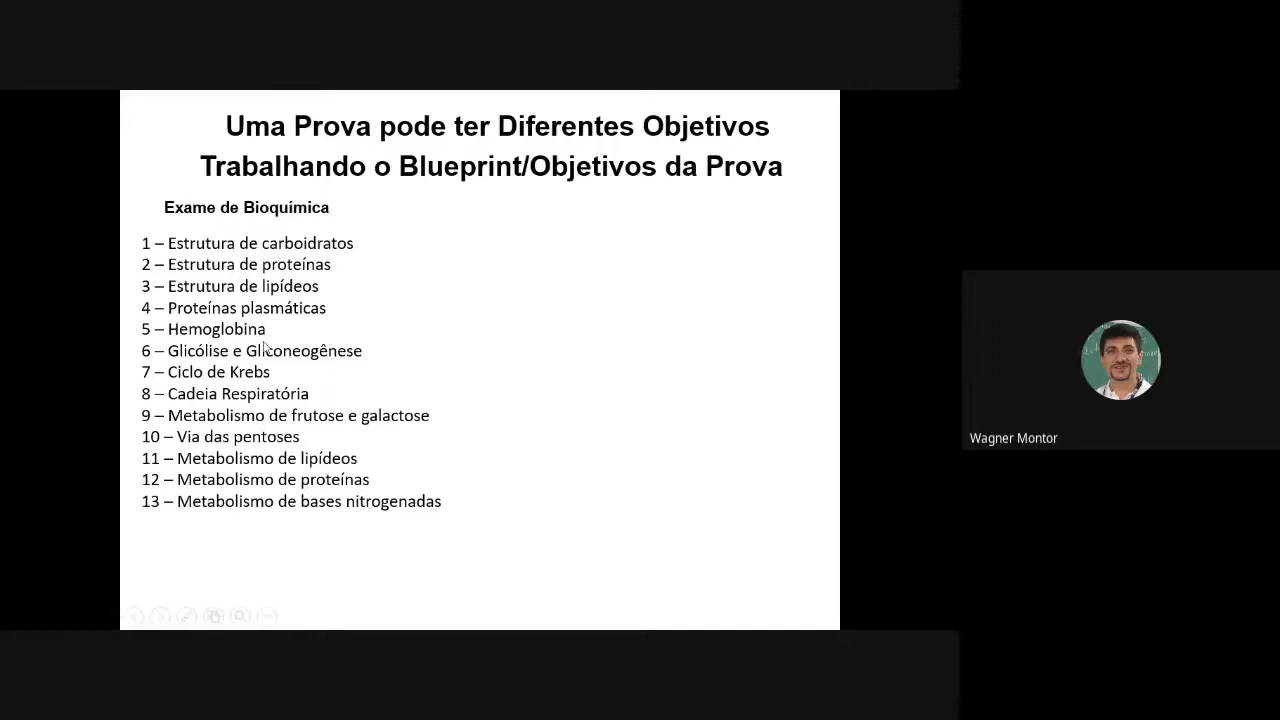 Uma Prova pode ter Diferentes Objetivos
Trabalhando o Blueprint/Objetivos da Prova
Exame de Bioquímica
1 – Estrutura de carboidratos
2 – Estrutura de proteínas
3 – Estrutura de lipídeos
4 – Proteínas plasmáticas
5 – Hemoglobina
6 – Glicólise e Gliconeogênese
7 – Ciclo de Krebs
8 – Cadeia Respiratória
9 – Metabolismo de frutose e galactose
10 – Via das pentoses
11 – Metabolismo de lipídeos
12 – Metabolismo de proteínas
13 – Metabolismo de bases nitrogenadas
Wagner Montor